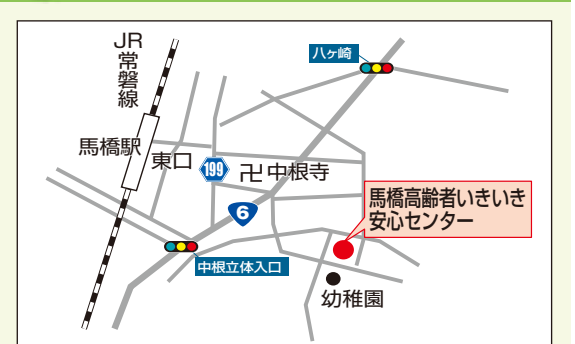 JR
常磐線
八ヶ崎
馬橋駅
東口
199
卍中根寺
6
馬橋高齢者いきいき
安心センター
中根立体入口
幼稚園